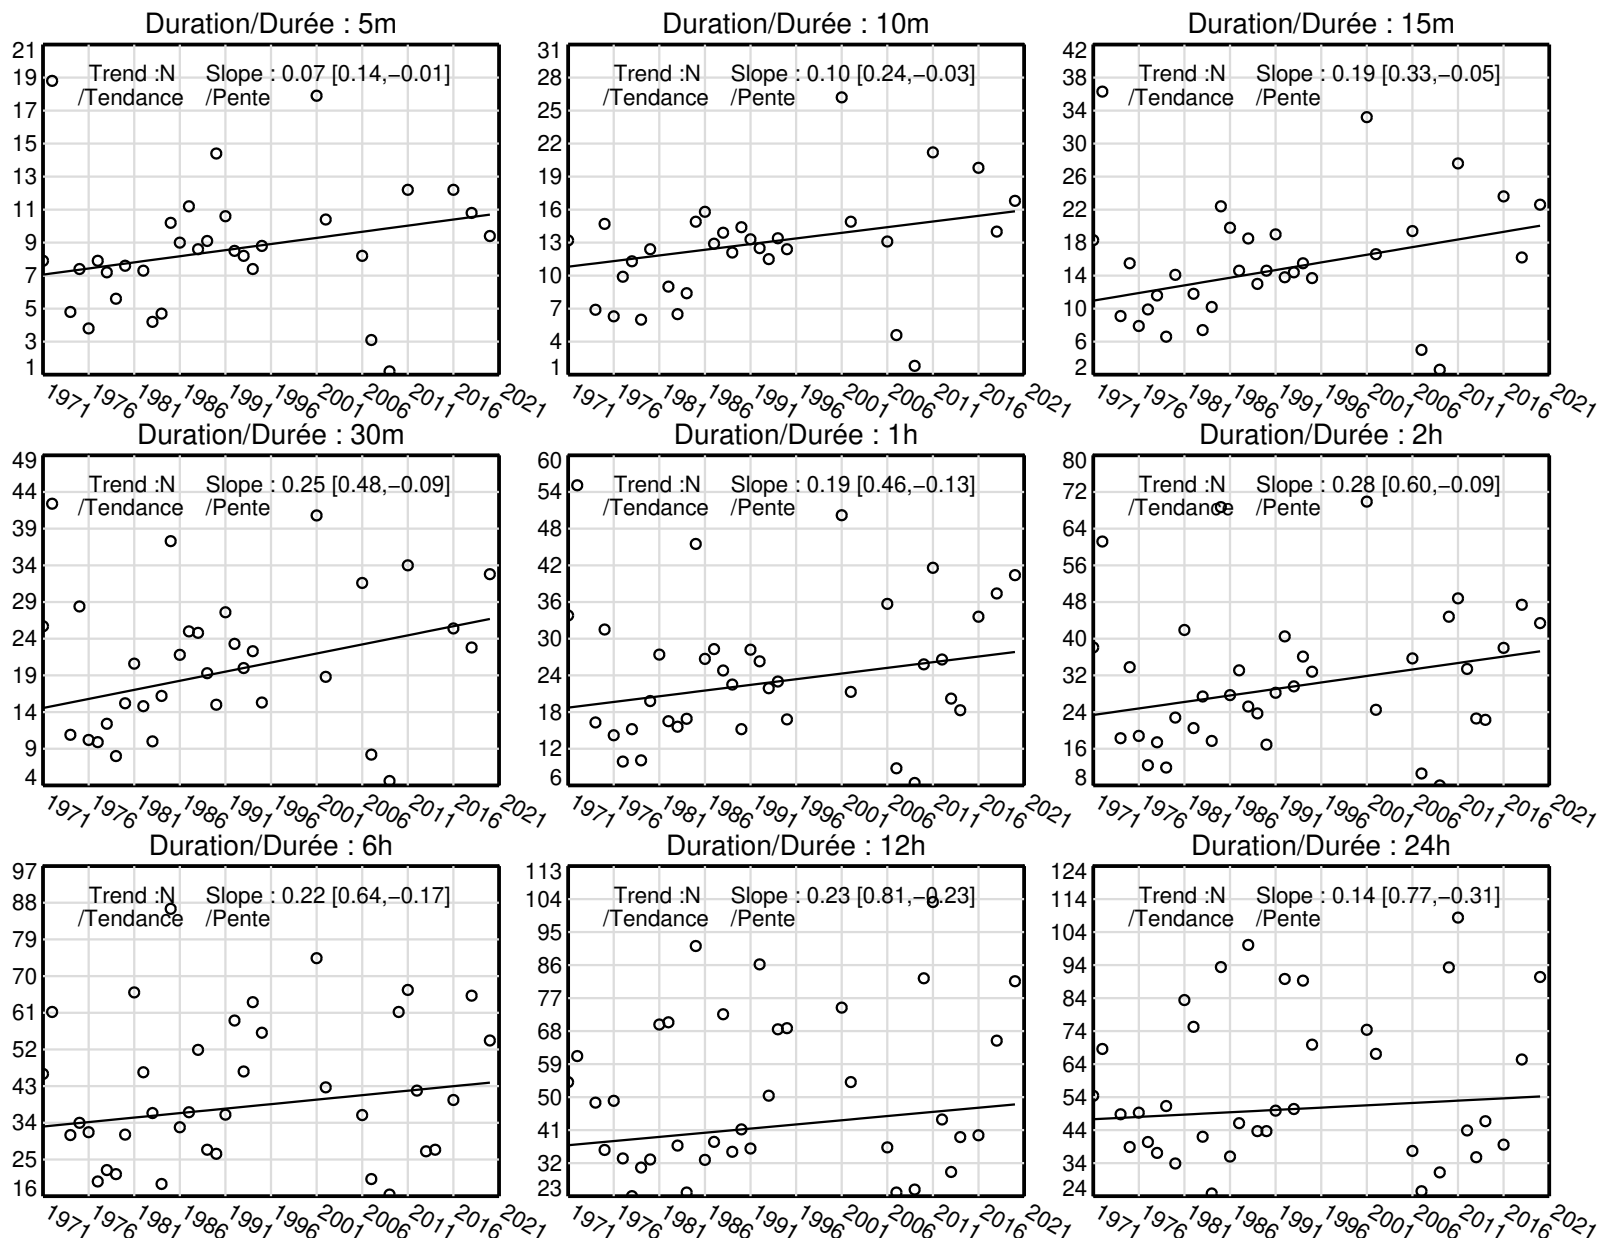 Duration/Durée : 5m
Trend :N Slope : 0.07 [0.14,−0.01]
/Tendance /Pente
21
19
17
15
13
11
9
7
5
3
1
1971 1976 1981 1986 1991 1996 2001 2006 2011 2016 2021
Duration/Durée : 10m
Trend :N Slope : 0.10 [0.24,−0.03]
/Tendance /Pente
31
28
25
22
19
16
13
10
7
4
1
1971 1976 1981 1986 1991 1996 2001 2006 2011 2016 2021
Duration/Durée : 15m
Trend :N Slope : 0.19 [0.33,−0.05]
/Tendance /Pente
42
38
34
30
26
22
18
14
10
6
2
1971 1976 1981 1986 1991 1996 2001 2006 2011 2016 2021
Duration/Durée : 30m
Trend :N Slope : 0.25 [0.48,−0.09]
/Tendance /Pente
49
44
39
34
29
24
19
14
9
4
1971 1976 1981 1986 1991 1996 2001 2006 2011 2016 2021
Duration/Durée : 1h
Trend :N Slope : 0.19 [0.46,−0.13]
/Tendance /Pente
60
54
48
42
36
30
24
18
12
6
1971 1976 1981 1986 1991 1996 2001 2006 2011 2016 2021
Duration/Durée : 2h
Trend :N Slope : 0.28 [0.60,−0.09]
/Tendance /Pente
80
72
64
56
48
40
32
24
16
8
1971 1976 1981 1986 1991 1996 2001 2006 2011 2016 2021
Duration/Durée : 6h
Trend :N Slope : 0.22 [0.64,−0.17]
/Tendance /Pente
97
88
79
70
61
52
43
34
25
16
1971 1976 1981 1986 1991 1996 2001 2006 2011 2016 2021
Duration/Durée : 12h
Trend :N Slope : 0.23 [0.81,−0.23]
/Tendance /Pente
113
104
95
86
77
68
59
50
41
32
23
1971 1976 1981 1986 1991 1996 2001 2006 2011 2016 2021
Duration/Durée : 24h
Trend :N Slope : 0.14 [0.77,−0.31]
/Tendance /Pente
124
114
104
94
84
74
64
54
44
34
24
1971 1976 1981 1986 1991 1996 2001 2006 2011 2016 2021